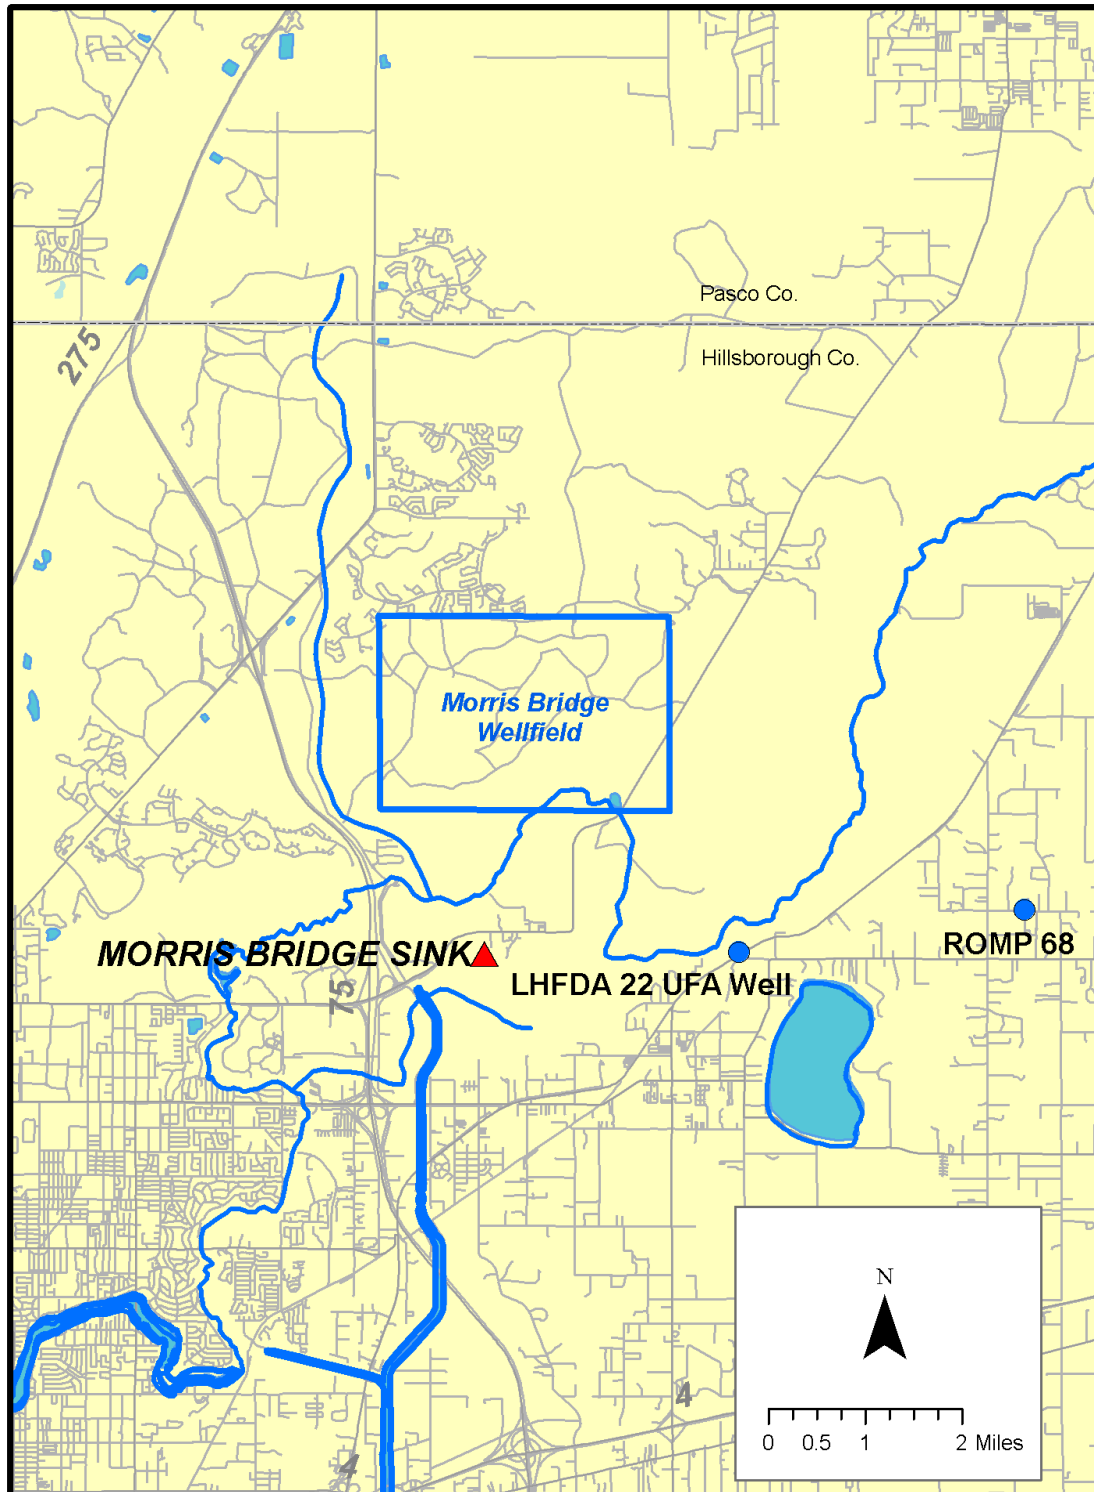 Pasco Co.
Hillsborough Co.
275
Morris Bridge
Wellfield
MORRIS BRIDGE SINK
LHFDA 22 UFA Well
ROMP 68
75
N
4
0 0.5 1 2 Miles
4